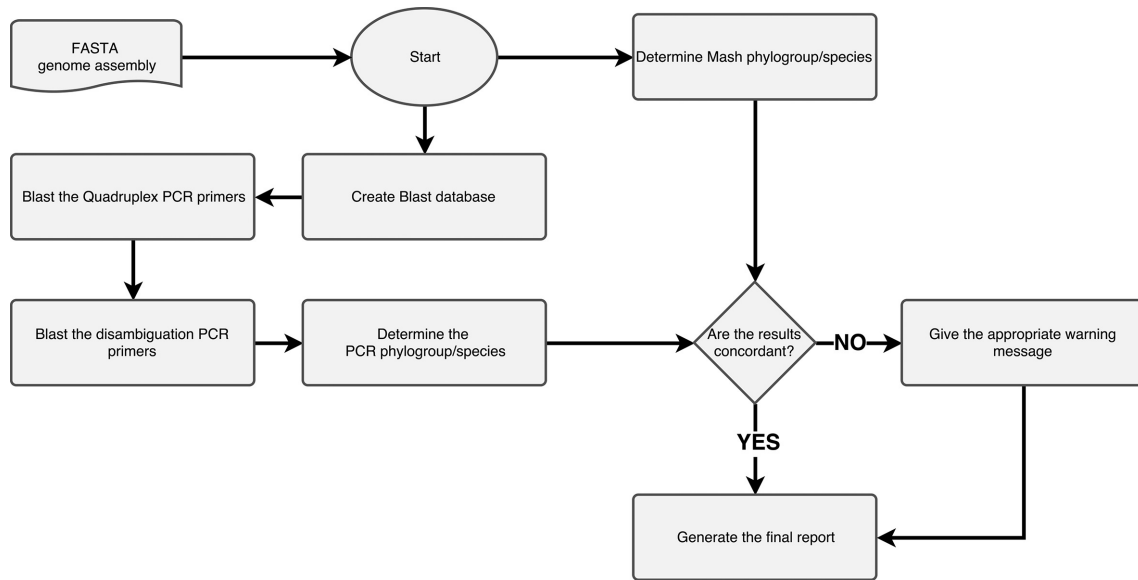 FASTA
genome assembly
Start
Determine Mash phylogroup/species
Blast the Quadruplex PCR primers
Create Blast database
Blast the disambiguation PCR
primers
Determine the
PCR phylogroup/species
Are the results
concordant?
NO
Give the appropriate warning
message
YES
Generate the final report